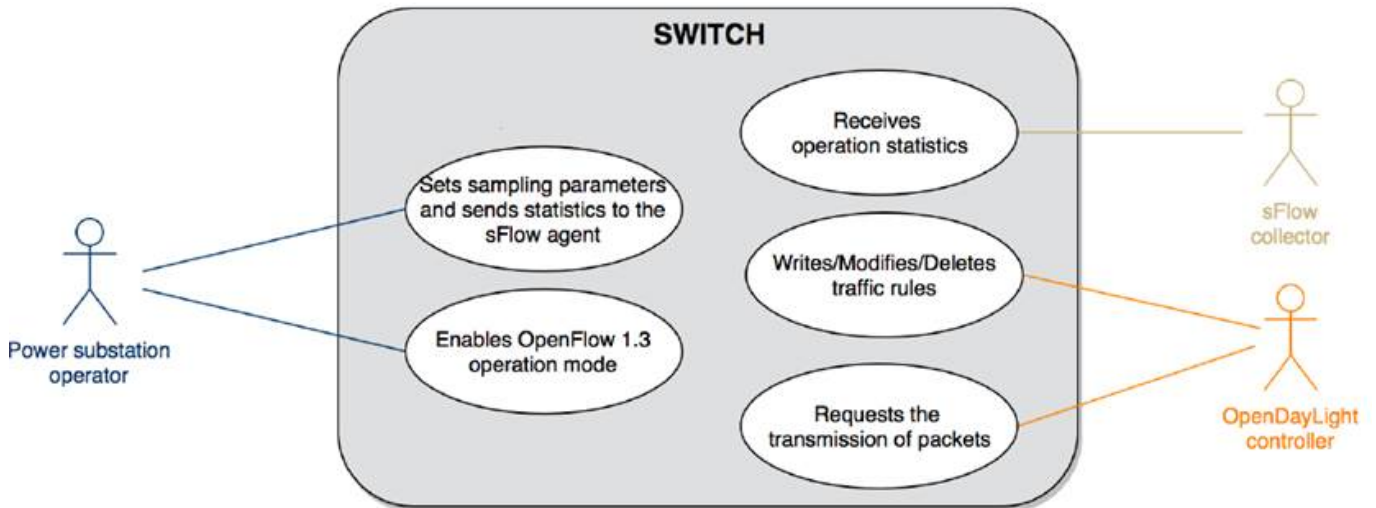 SWITCH
Receives
operation statistics
Sets sampling parameters
and sends statistics to the
sFlow agent
sFlow
collector
Writes/Modifies/Deletes
traffic rules
Power substation
operator
Enables OpenFlow 1.3
operation mode
Requests the
transmission of packets
OpenDayLight
controller